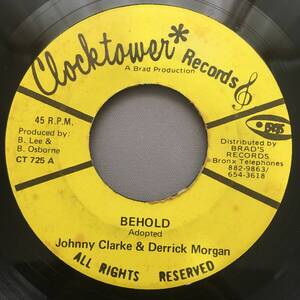 Clocktower* Records
A Brad Production
45 R.P.M.
Produced by:
B. Lee &
B. Osborne
CT 725 A
Distributed by
BRAD'S
RECORDS
Bronx Telephones
882-9863/
654-3618
BEHOLD
Adopted
Johnny Clarke & Derrick Morgan
ALL RIGHTS RESERVED